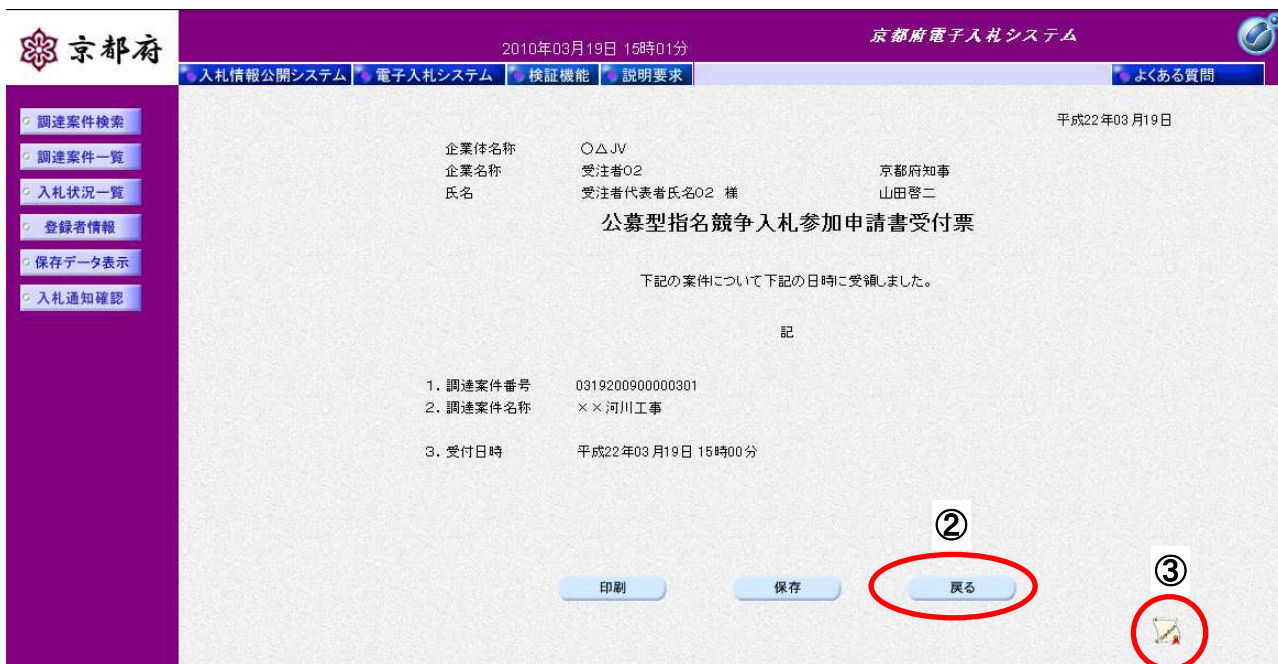 京都府
2010年03月19日 15時01分
京都府電子入札システム
入札情報公開システム 電子入札システム 検証機能 説明要求 よくある質問
調達案件検索
調達案件一覧
入札状況一覧
登録者情報
保存データ表示
入札通知確認
平成22年03月19日
企業体名称 〇△JV
企業名称 受注者02 京都府知事
氏名 受注者代表者氏名02 様 山田啓二
公募型指名競争入札参加申請書受付票
下記の案件について下記の日時に受領しました。
記
1. 調達案件番号 0319200900000301
2. 調達案件名称 ××河川工事
3. 受付日時 平成22年03月19日 15時00分
②
印刷 保存 戻る
③